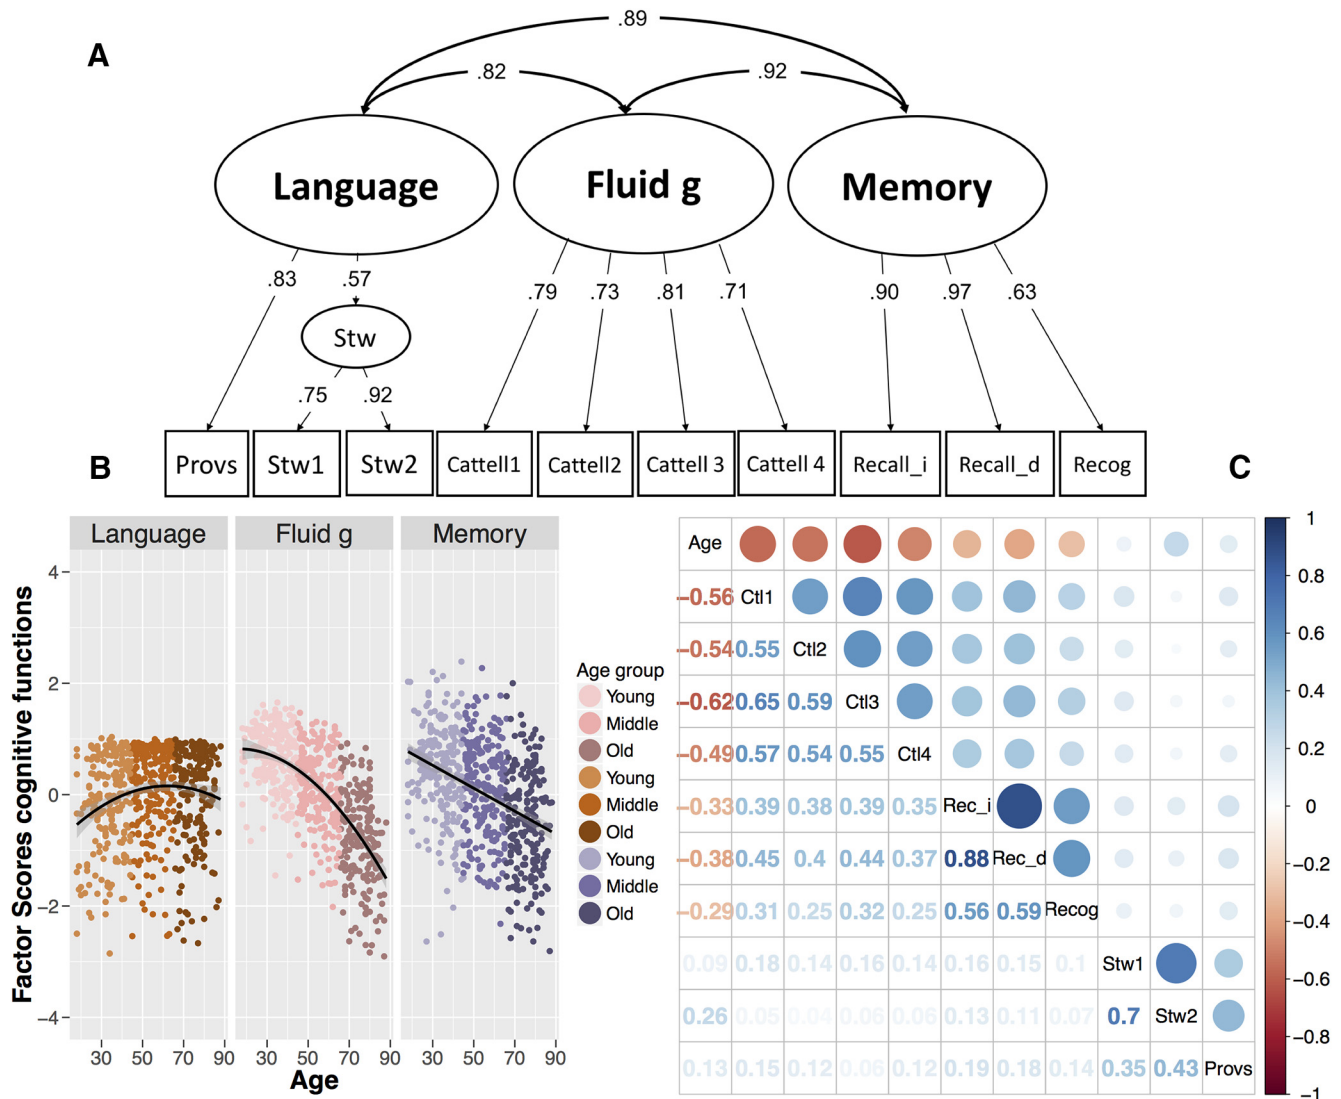 A
.89
.82
.92
Language
Fluid g
Memory
.83
.57
.79
.73
.81
.71
.90
.97
.63
Stw
.75
.92
Provs
Stw1
Stw2
Cattell1
Cattell2
Cattell 3
Cattell 4
Recall_i
Recall_d
Recog
B
Language
Fluid g
Memory
Factor Scores cognitive functions
4
2
0
−2
−4
30 50 70 90
30 50 70 90
30 50 70 90
Age
Age group
Young
Middle
Old
Young
Middle
Old
Young
Middle
Old
C
Age
−0.56 Ctl1
−0.54 0.55 Ctl2
−0.62 0.65 0.59 Ctl3
−0.49 0.57 0.54 0.55 Ctl4
−0.33 0.39 0.38 0.39 0.35 Rec_i
−0.38 0.45 0.4 0.44 0.37 0.88 Rec_d
−0.29 0.31 0.25 0.32 0.25 0.56 0.59 Recog
0.09 0.18 0.14 0.16 0.14 0.16 0.15 0.1 Stw1
0.26 0.05 0.04 0.06 0.06 0.13 0.11 0.07 0.7 Stw2
0.13 0.15 0.12 0.06 0.12 0.19 0.18 0.14 0.35 0.43 Provs
1
0.8
0.6
0.4
0.2
0
−0.2
−0.4
−0.6
−0.8
−1